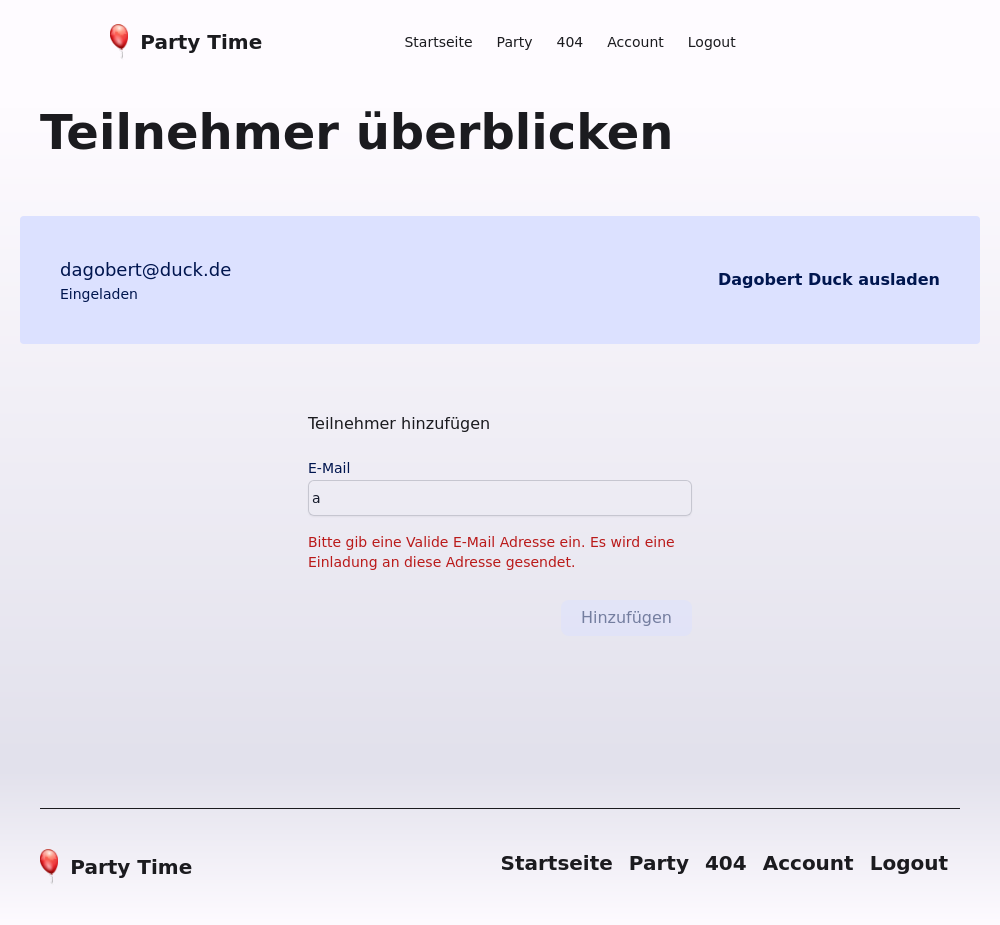 Party Time
Startseite Party 404 Account Logout
Teilnehmer überblicken
dagobert@duck.de
Eingeladen
Dagobert Duck ausladen
Teilnehmer hinzufügen
E-Mail
a
Bitte gib eine Valide E-Mail Adresse ein. Es wird eine
Einladung an diese Adresse gesendet.
Hinzufügen
Party Time
Startseite Party 404 Account Logout